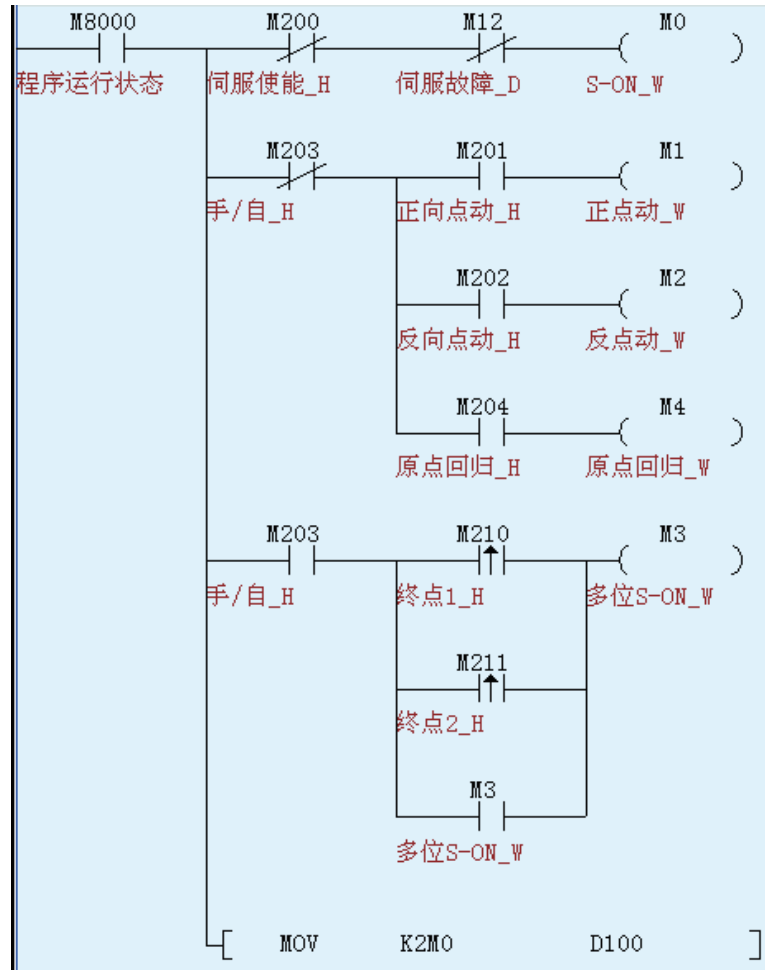 M8000 M200 M12 M0
程序运行状态 伺服使能_H 伺服故障_D S-ON_W
M203 M201 M1
手/自_H 正向点动_H 正点动_W
M202 M2
反向点动_H 反点动_W
M204 M4
原点回归_H 原点回归_W
M203 M210 M3
手/自_H 终点1_H 多位S-ON_W
M211
终点2_H
M3
多位S-ON_W
MOV K2M0 D100